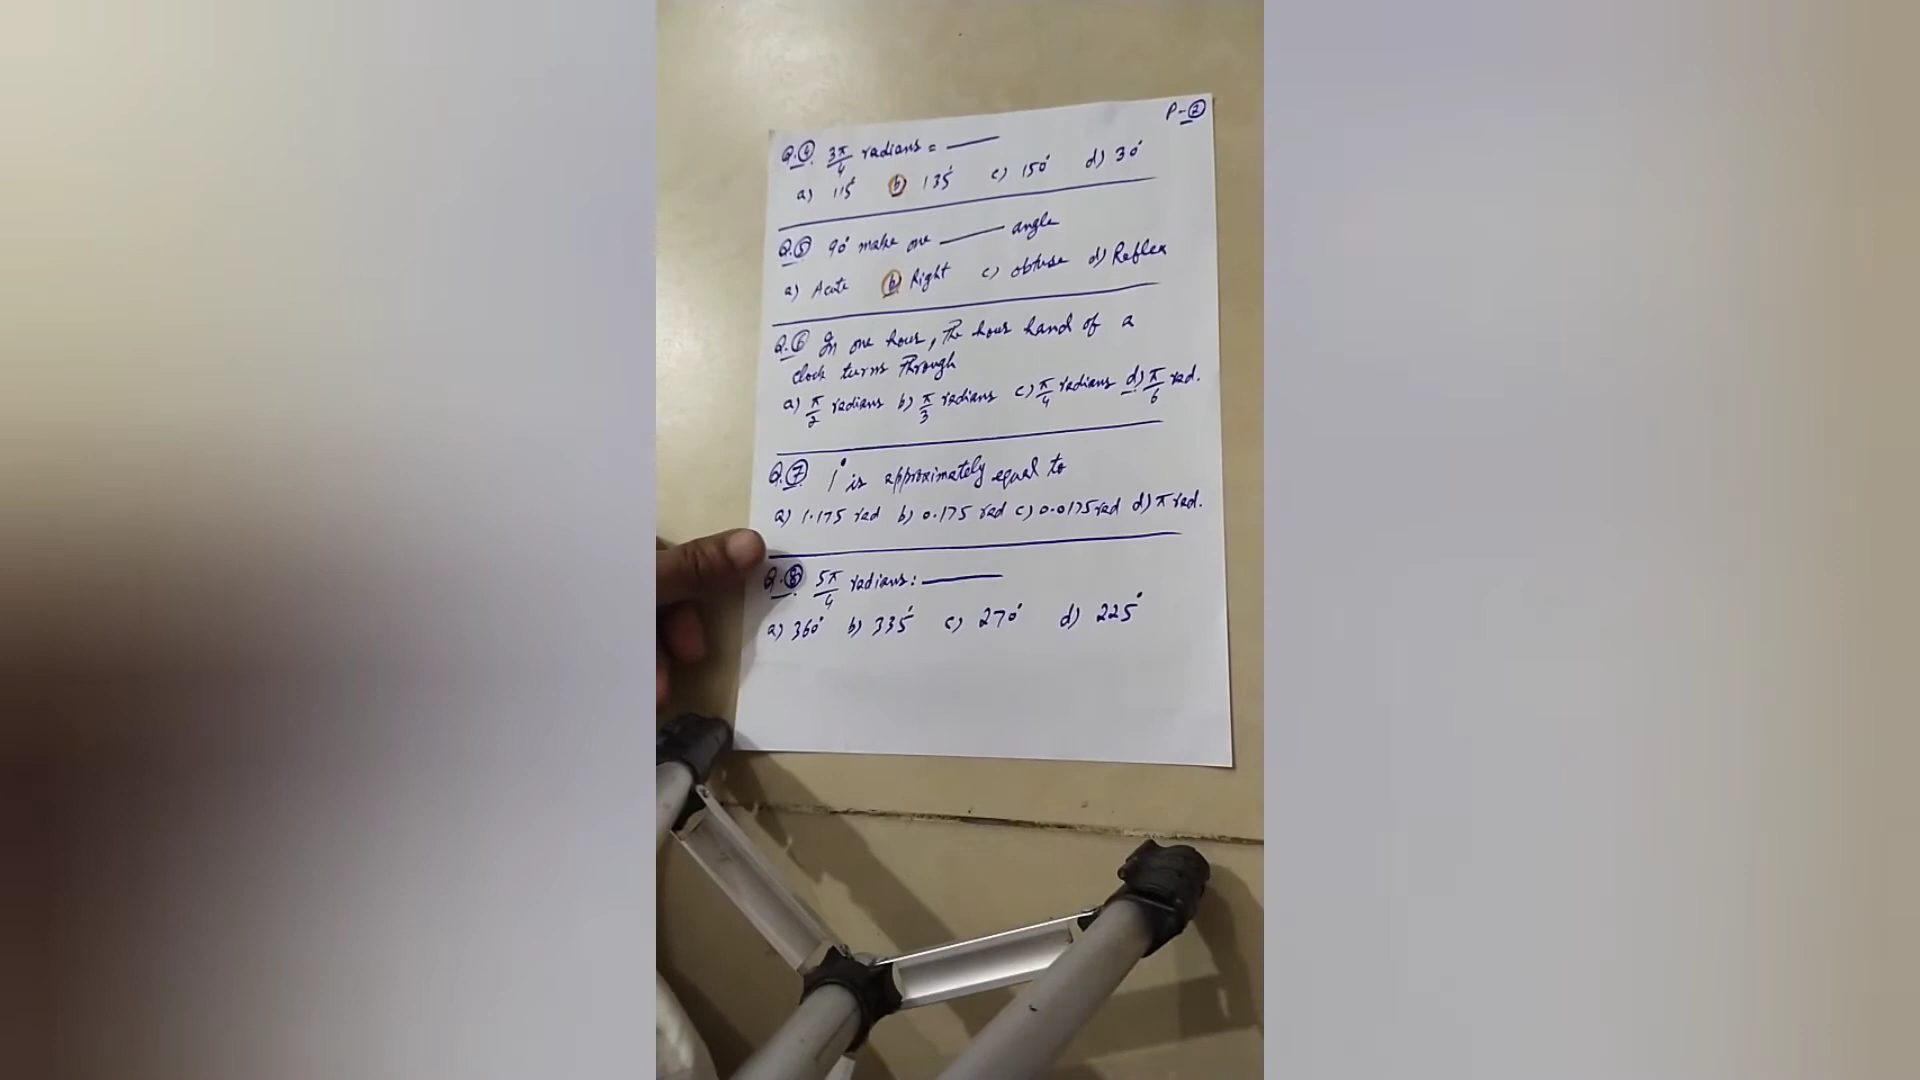 P-②
Q.④. 3π/4 radians = ____
a) 115° b) 135° c) 150° d) 30°
Q.⑤ 90° make one ____ angle
a) Acute b) Right c) obtuse d) Reflex
Q.⑥ In one hour, The hour hand of a
clock turns Through
a) π/2 radians b) π/3 radians c) π/4 radians d) π/6 rad.
Q.⑦ 1° is approximately equal to
a) 1.175 rad b) 0.175 rad c) 0.0175 rad d) π rad.
Q.⑧ 5π/4 radians: ____
a) 360° b) 335° c) 270° d) 225°